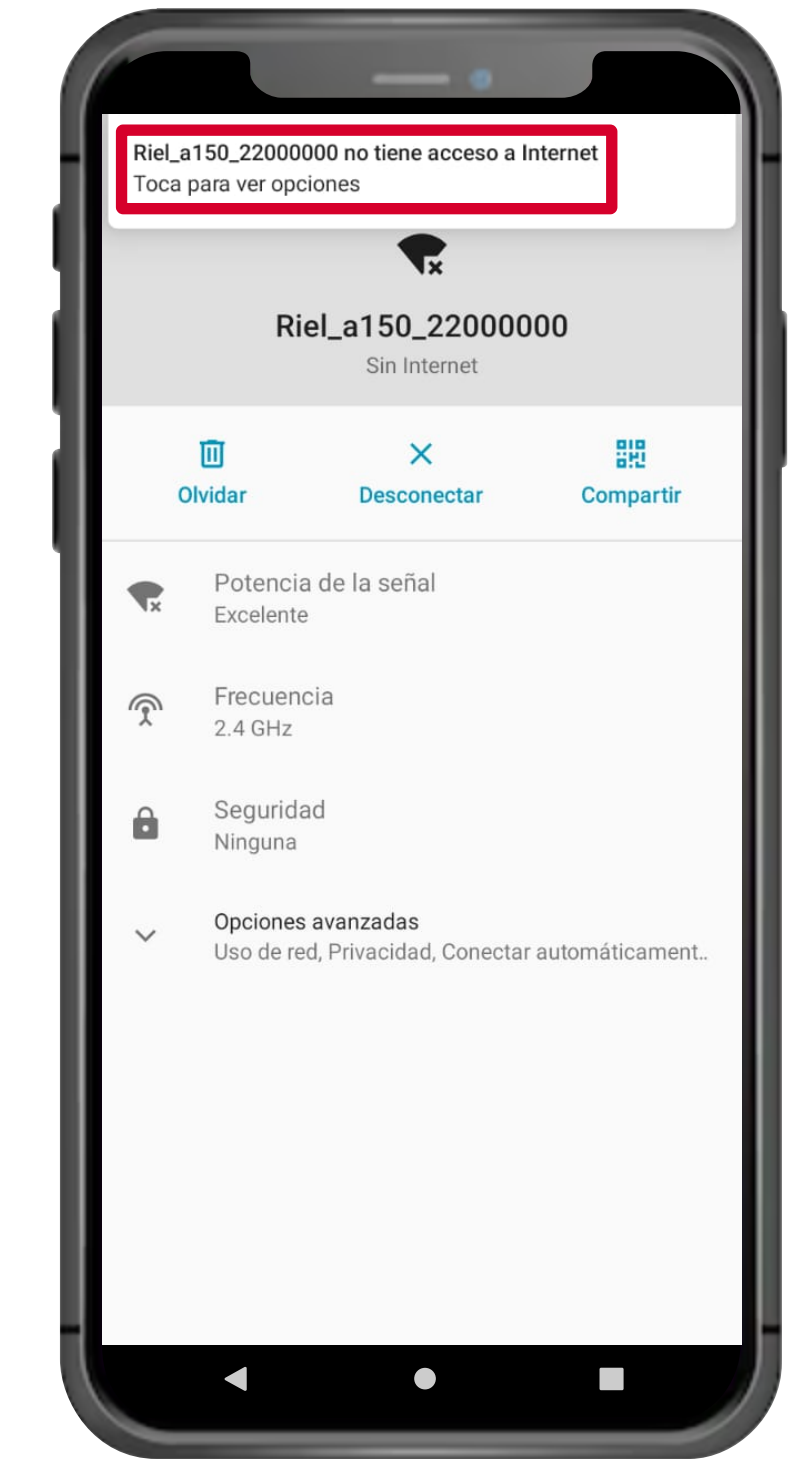 Riel_a150_22000000 no tiene acceso a Internet
Toca para ver opciones
Riel_a150_22000000
Sin Internet
Olvidar
Desconectar
Compartir
Potencia de la señal
Excelente
Frecuencia
2.4 GHz
Seguridad
Ninguna
Opciones avanzadas
Uso de red, Privacidad, Conectar automáticament..